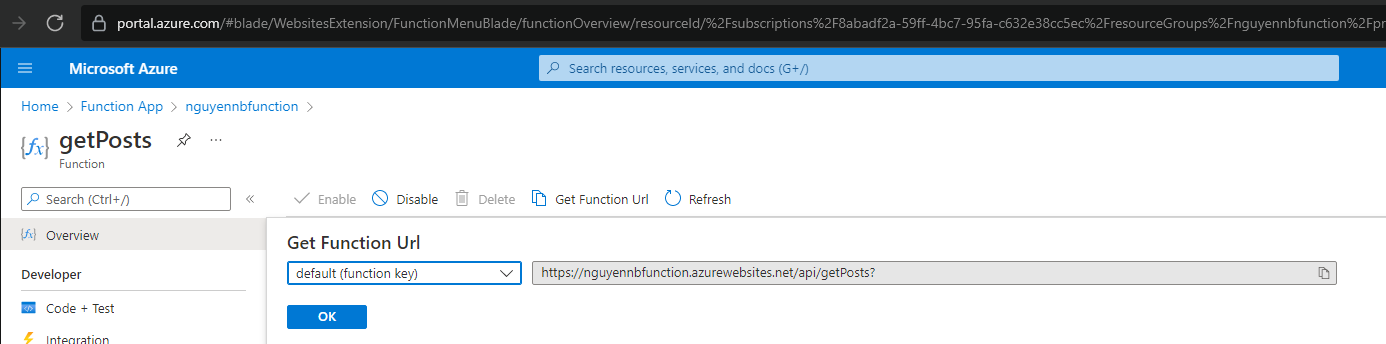 portal.azure.com/#blade/WebsitesExtension/FunctionMenuBlade/functionOverview/resourceId/%2Fsubscriptions%2F8abadf2a-59ff-4bc7-95fa-c632e38cc5ec%2FresourceGroups%2Fnguyennbfunction%2Fpr
Microsoft Azure
Search resources, services, and docs (G+/)
Home > Function App > nguyennbfunction >
{fx} getPosts ...
Function
Search (Ctrl+/) «
Enable Disable Delete Get Function Url Refresh
{fx} Overview
Get Function Url
default (function key) https://nguyennbfunction.azurewebsites.net/api/getPosts?
Developer
Code + Test
OK
Integration